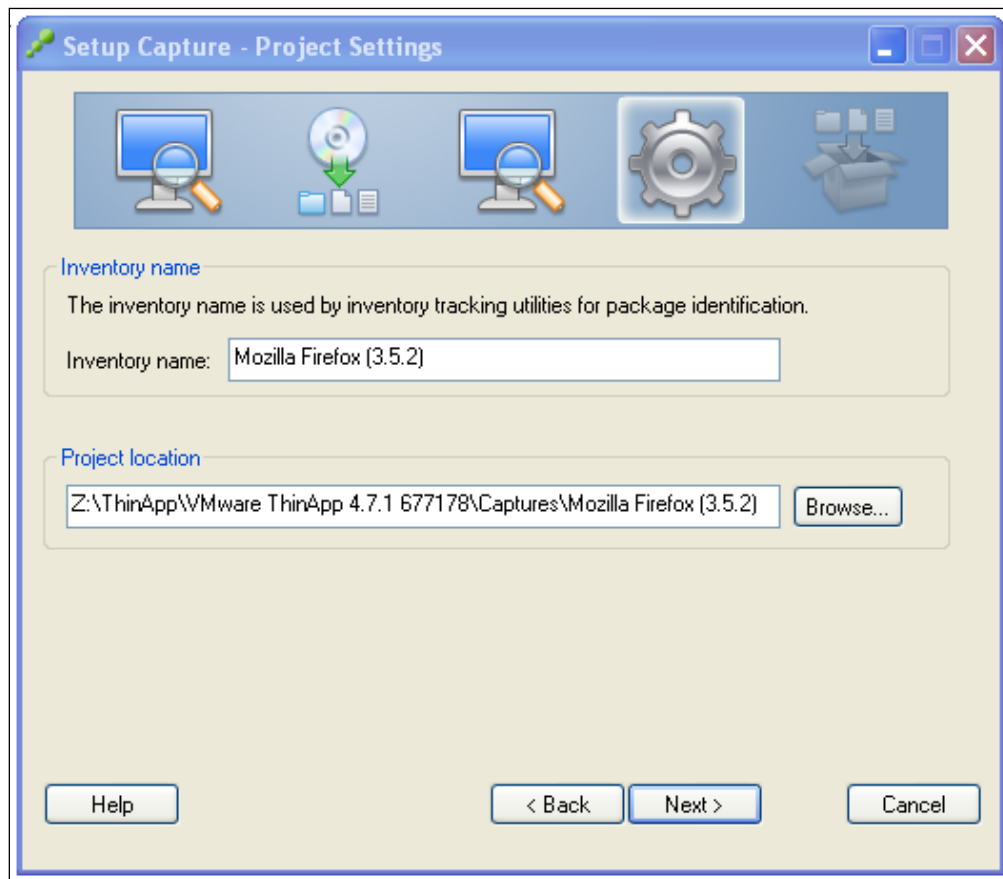 Setup Capture - Project Settings
Inventory name
The inventory name is used by inventory tracking utilities for package identification.
Inventory name: Mozilla Firefox (3.5.2)
Project location
Z:\ThinApp\VMware ThinApp 4.7.1 677178\Captures\Mozilla Firefox (3.5.2) Browse...
Help < Back Next > Cancel